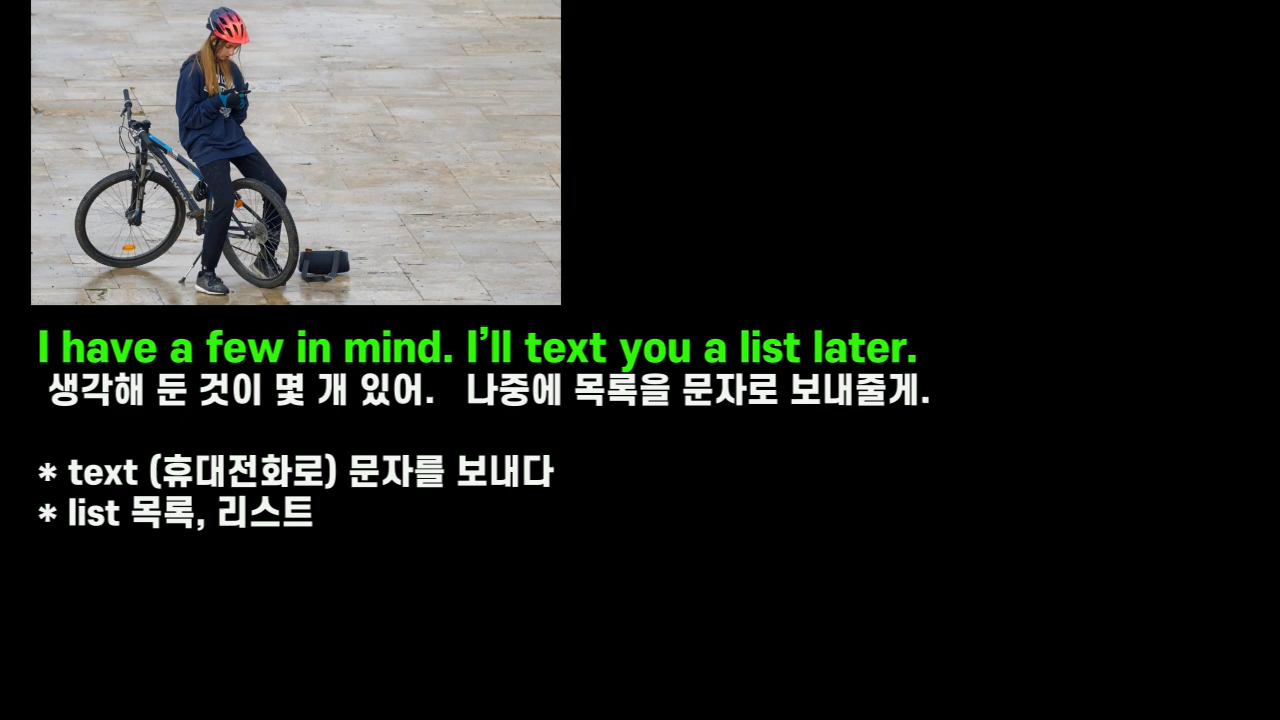 I have a few in mind. I’ll text you a list later.
생각해 둔 것이 몇 개 있어. 나중에 목록을 문자로 보내줄게.
* text (휴대전화로) 문자를 보내다
* list 목록, 리스트